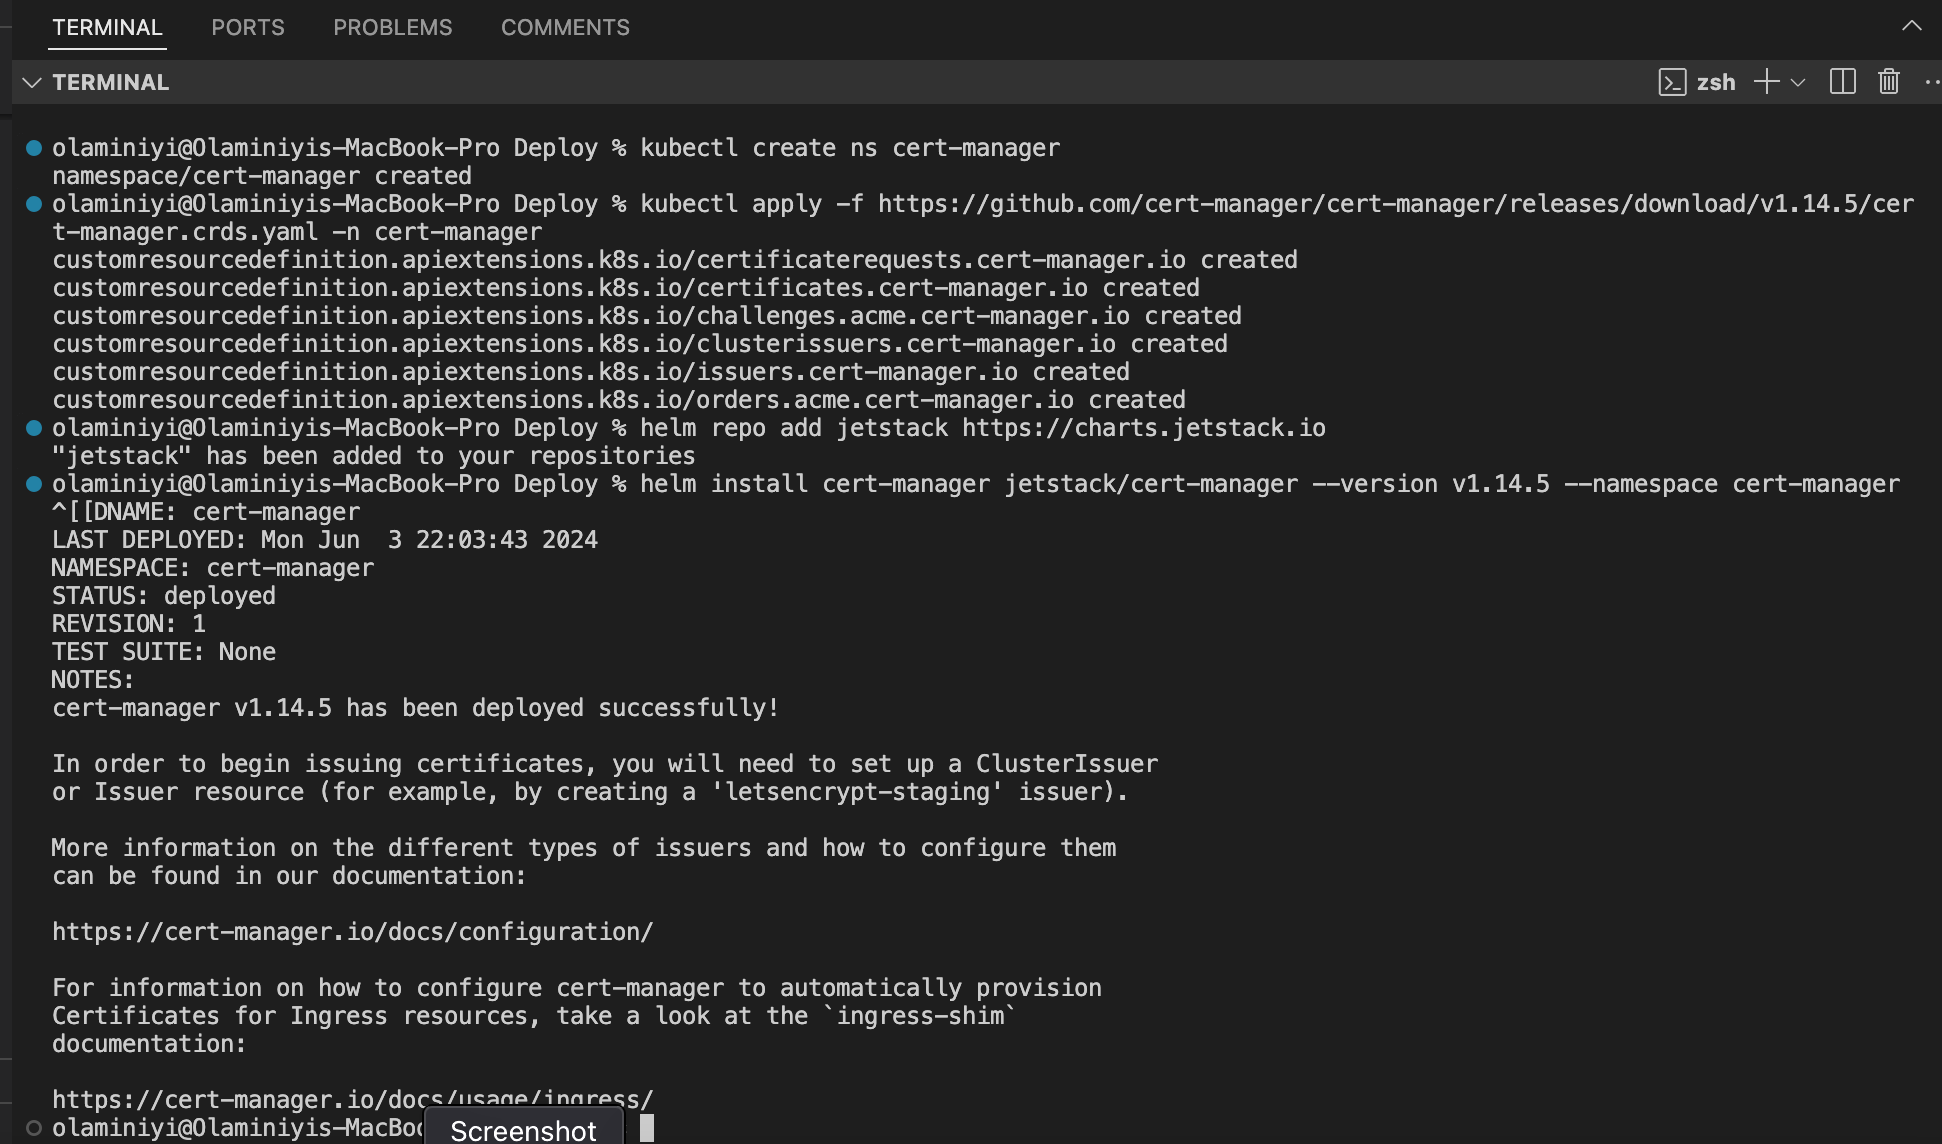 TERMINAL PORTS PROBLEMS COMMENTS
TERMINAL zsh
olaminiyi@Olaminiyis-MacBook-Pro Deploy % kubectl create ns cert-manager
namespace/cert-manager created
olaminiyi@Olaminiyis-MacBook-Pro Deploy % kubectl apply -f https://github.com/cert-manager/cert-manager/releases/download/v1.14.5/cer
t-manager.crds.yaml -n cert-manager
customresourcedefinition.apiextensions.k8s.io/certificaterequests.cert-manager.io created
customresourcedefinition.apiextensions.k8s.io/certificates.cert-manager.io created
customresourcedefinition.apiextensions.k8s.io/challenges.acme.cert-manager.io created
customresourcedefinition.apiextensions.k8s.io/clusterissuers.cert-manager.io created
customresourcedefinition.apiextensions.k8s.io/issuers.cert-manager.io created
customresourcedefinition.apiextensions.k8s.io/orders.acme.cert-manager.io created
olaminiyi@Olaminiyis-MacBook-Pro Deploy % helm repo add jetstack https://charts.jetstack.io
"jetstack" has been added to your repositories
olaminiyi@Olaminiyis-MacBook-Pro Deploy % helm install cert-manager jetstack/cert-manager --version v1.14.5 --namespace cert-manager
^[[DNAME: cert-manager
LAST DEPLOYED: Mon Jun  3 22:03:43 2024
NAMESPACE: cert-manager
STATUS: deployed
REVISION: 1
TEST SUITE: None
NOTES:
cert-manager v1.14.5 has been deployed successfully!
In order to begin issuing certificates, you will need to set up a ClusterIssuer
or Issuer resource (for example, by creating a 'letsencrypt-staging' issuer).
More information on the different types of issuers and how to configure them
can be found in our documentation:
https://cert-manager.io/docs/configuration/
For information on how to configure cert-manager to automatically provision
Certificates for Ingress resources, take a look at the `ingress-shim`
documentation:
https://cert-manager.io/docs/usage/ingress/
olaminiyi@Olaminiyis-MacBo
Screenshot